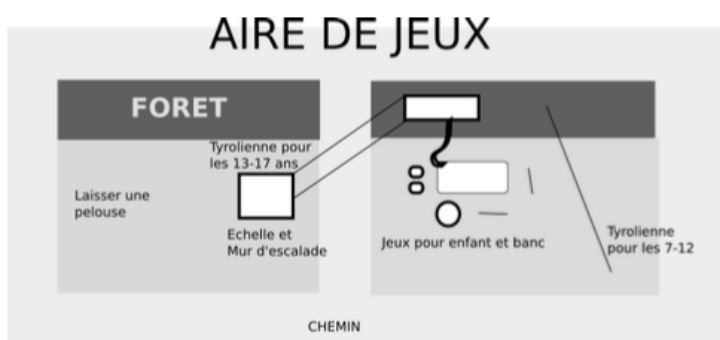 AIRE DE JEUX
FORET
Tyrolienne pour
les 13-17 ans
Laisser une
pelouse
Echelle et
Mur d'escalade
Jeux pour enfant et banc
Tyrolienne
pour les 7-12
CHEMIN